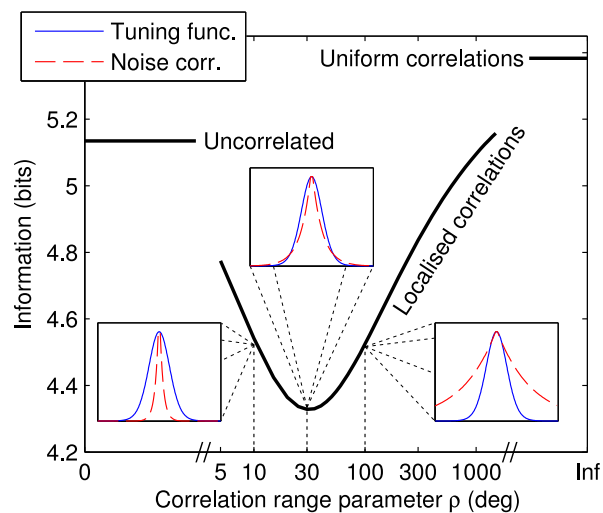 Tuning func.
Noise corr.
Uniform correlations
Uncorrelated
Localised correlations
Information (bits)
5.2
5
4.8
4.6
4.4
4.2
0 5 10 30 100 300 1000 Inf
Correlation range parameter ρ (deg)